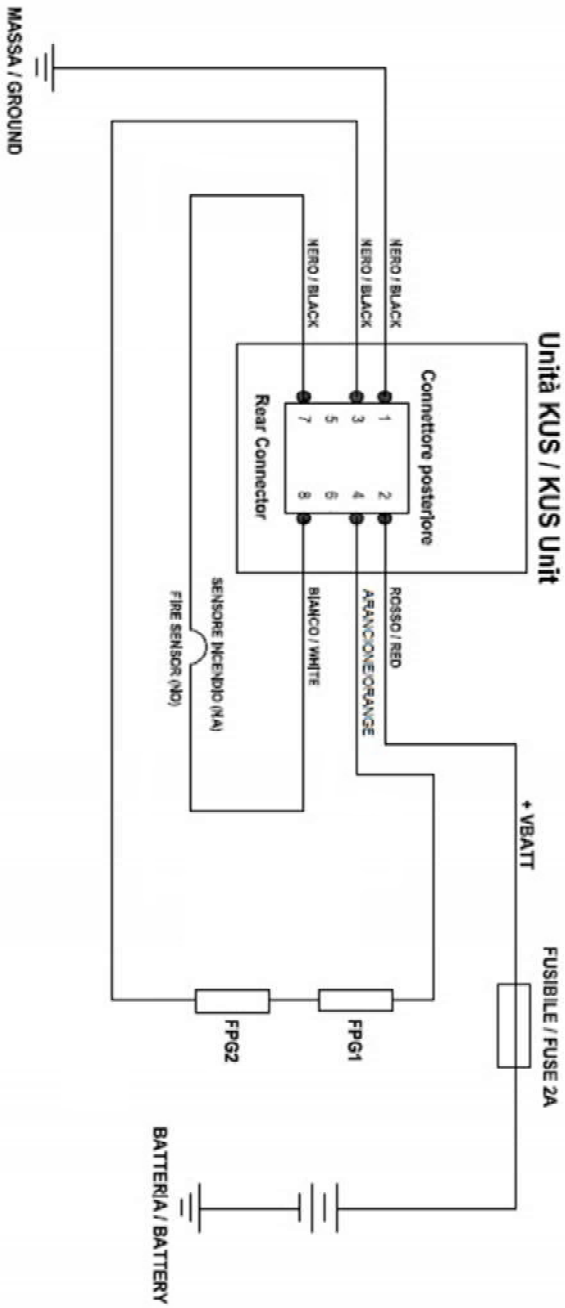 Unità KUS / KUS Unit
MASSA / GROUND
NERO / BLACK
NERO / BLACK
NERO / BLACK
Connettore posteriore
1 2
3 4
5 6
7 8
Rear Connector
ROSSO / RED
ARANCIONE/ORANGE
BIANCO / WHITE
SENSORE INCENDIO (NA)
FIRE SENSOR (NO)
+ VBATT
FUSIBILE / FUSE 2A
FPG1
FPG2
BATTERIA / BATTERY